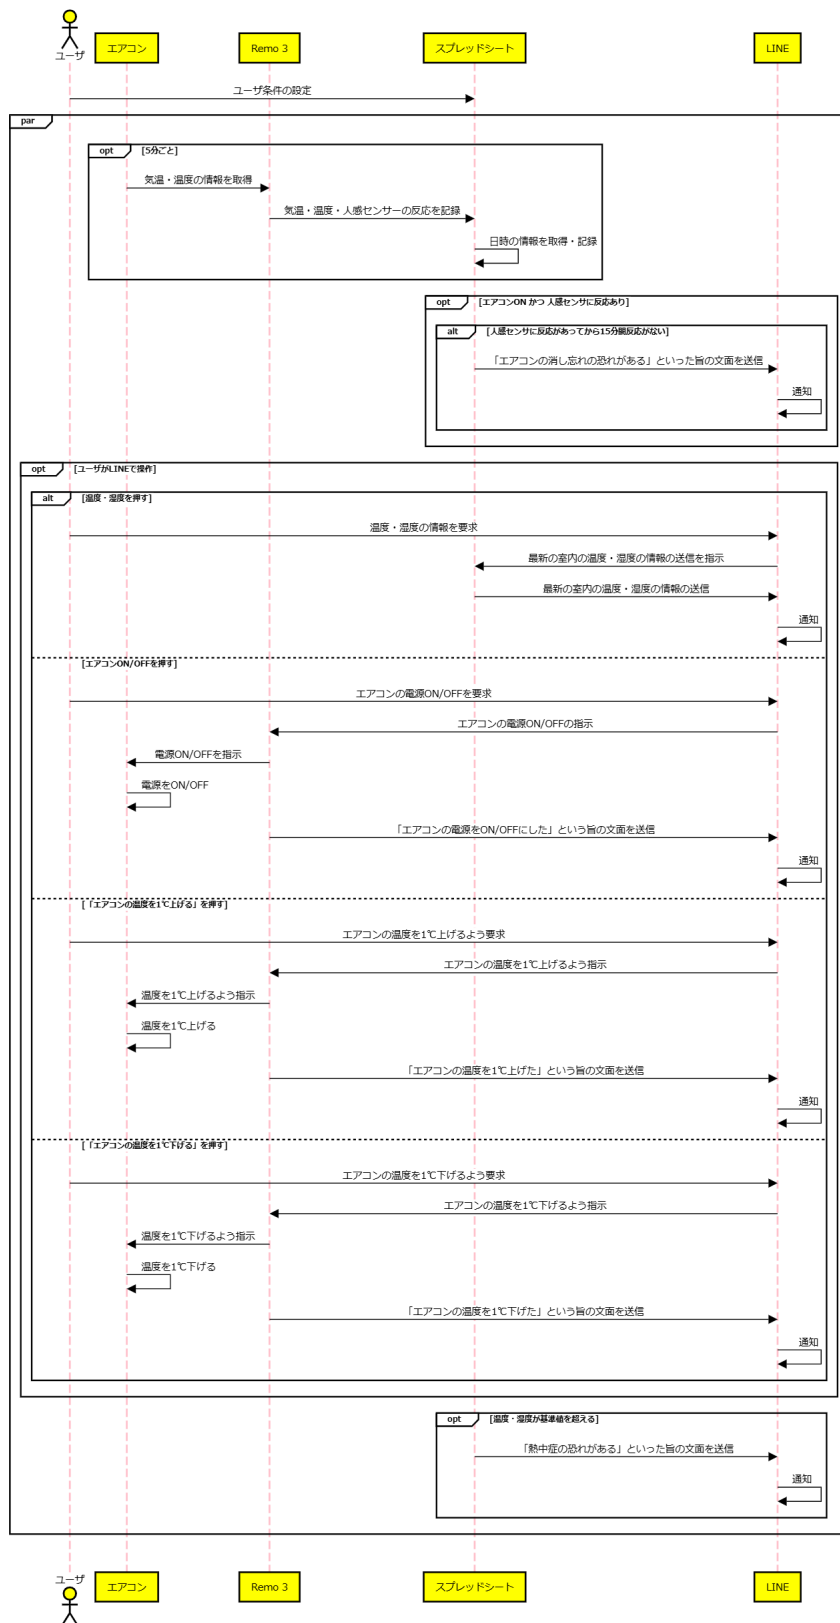 ユーザ
エアコン
Remo 3
スプレッドシート
LINE
ユーザ条件の設定
par
opt [5分ごと]
気温・温度の情報を取得
気温・温度・人感センサーの反応を記録
日時の情報を取得・記録
opt [エアコンON かつ 人感センサに反応あり]
alt [人感センサに反応があってから15分間反応がない]
「エアコンの消し忘れの恐れがある」といった旨の文面を送信
通知
opt [ユーザがLINEで操作]
alt [温度・湿度を押す]
温度・湿度の情報を要求
最新の室内の温度・湿度の情報の送信を指示
最新の室内の温度・湿度の情報の送信
通知
[エアコンON/OFFを押す]
エアコンの電源ON/OFFを要求
エアコンの電源ON/OFFの指示
電源ON/OFFを指示
電源をON/OFF
「エアコンの電源をON/OFFにした」という旨の文面を送信
通知
[「エアコンの温度を1℃上げる」を押す]
エアコンの温度を1℃上げるよう要求
エアコンの温度を1℃上げるよう指示
温度を1℃上げるよう指示
温度を1℃上げる
「エアコンの温度を1℃上げた」という旨の文面を送信
通知
[「エアコンの温度を1℃下げる」を押す]
エアコンの温度を1℃下げるよう要求
エアコンの温度を1℃下げるよう指示
温度を1℃下げるよう指示
温度を1℃下げる
「エアコンの温度を1℃下げた」という旨の文面を送信
通知
opt [温度・湿度が基準値を超える]
「熱中症の恐れがある」といった旨の文面を送信
通知
ユーザ
エアコン
Remo 3
スプレッドシート
LINE